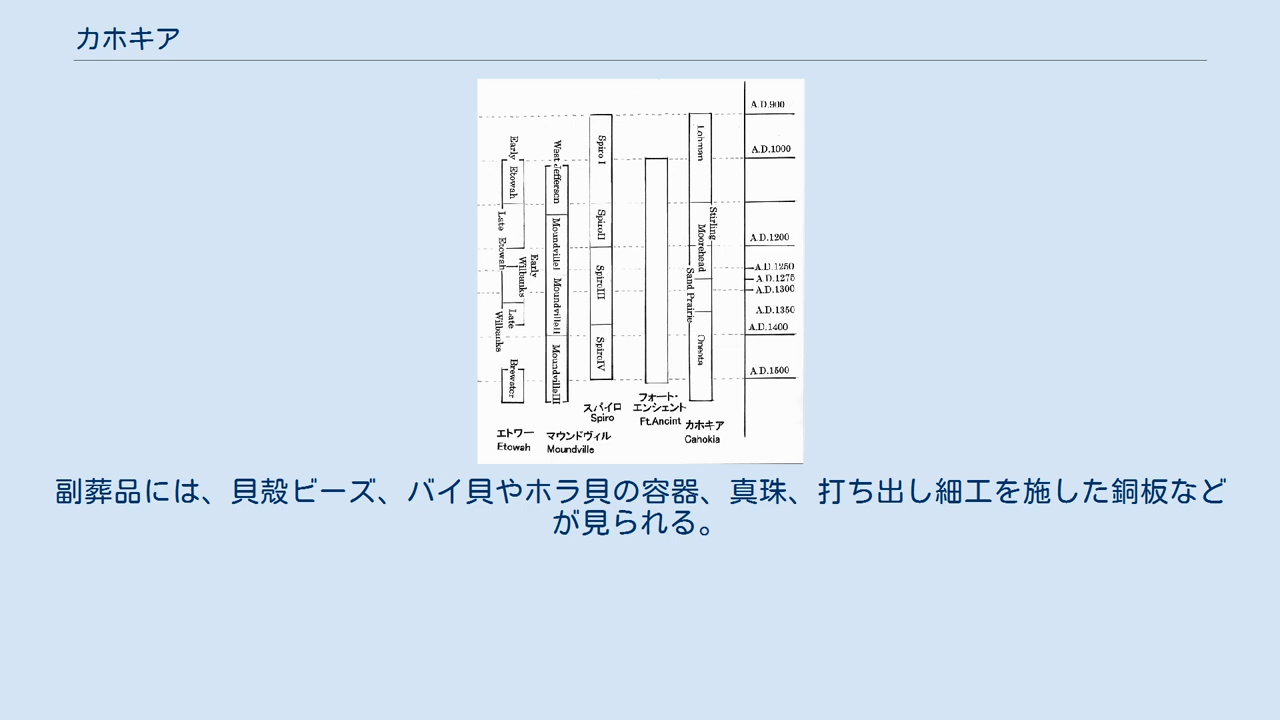 カホキア
A.D.900
A.D.1000
A.D.1200
A.D.1250
A.D.1275
A.D.1300
A.D.1350
A.D.1400
A.D.1500
Early Etowah
Late Etowah
Early Wilbanks
Late Wilbanks
Brewster
West Jefferson
MoundvilleI
MoundvilleII
MoundvilleIII
Spiro I
SpiroII
SpiroIII
SpiroIV
Lohman
Stirling
Moorehead
Sand Prairie
Oneota
エトワー
Etowah
マウンドヴィル
Moundville
スパイロ
Spiro
フォート・
エンシェント
Ft.Ancint
カホキア
Cahokia
副葬品には、貝殻ビーズ、バイ貝やホラ貝の容器、真珠、打ち出し細工を施した銅板など
が見られる。